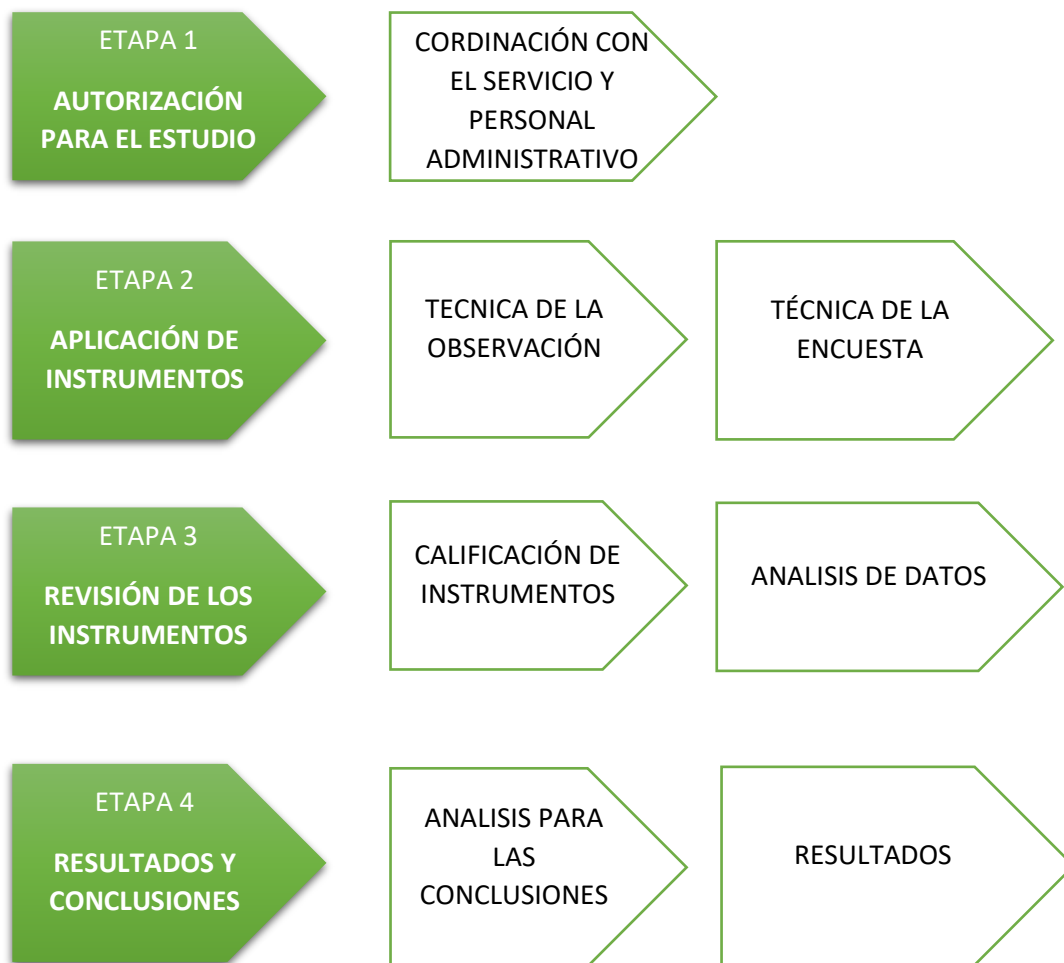 ETAPA 1
AUTORIZACIÓN
PARA EL ESTUDIO
CORDINACIÓN CON
EL SERVICIO Y
PERSONAL
ADMINISTRATIVO
ETAPA 2
APLICACIÓN DE
INSTRUMENTOS
TECNICA DE LA
OBSERVACIÓN
TÉCNICA DE LA
ENCUESTA
ETAPA 3
REVISIÓN DE LOS
INSTRUMENTOS
CALIFICACIÓN DE
INSTRUMENTOS
ANALISIS DE DATOS
ETAPA 4
RESULTADOS Y
CONCLUSIONES
ANALISIS PARA
LAS
CONCLUSIONES
RESULTADOS